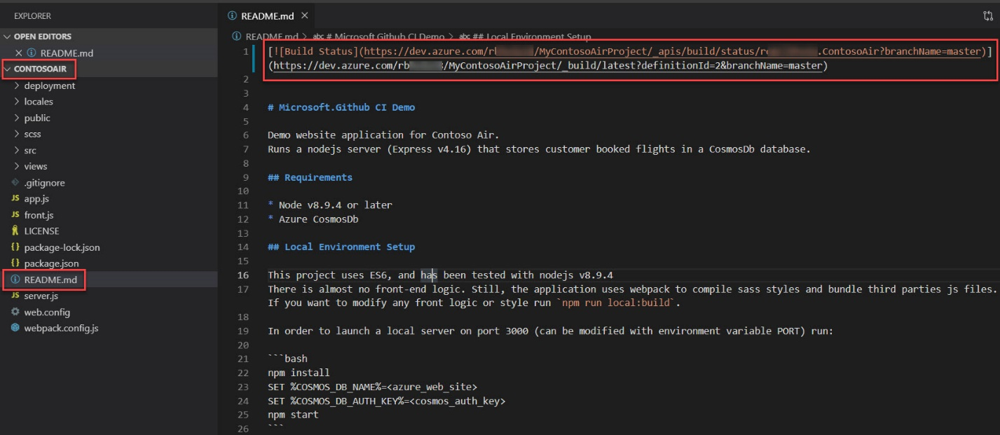 EXPLORER
OPEN EDITORS
README.md
CONTOSOAIR
deployment
locales
public
scss
src
views
.gitignore
JS app.js
JS front.js
LICENSE
{} package-lock.json
{} package.json
README.md
JS server.js
web.config
webpack.config.js
README.md
README.md > abc # Microsoft.Github CI Demo > abc ## Local Environment Setup
1 [![Build Status](https://dev.azure.com/r /MyContosoAirProject/_apis/build/status/r .ContosoAir?branchName=master)]
(https://dev.azure.com/rb /MyContosoAirProject/_build/latest?definitionId=2&branchName=master)
2
3
4 # Microsoft.Github CI Demo
5
6 Demo website application for Contoso Air.
7 Runs a nodejs server (Express v4.16) that stores customer booked flights in a CosmosDb database.
8
9 ## Requirements
10
11 * Node v8.9.4 or later
12 * Azure CosmosDb
13
14 ## Local Environment Setup
15
16 This project uses ES6, and has been tested with nodejs v8.9.4
17 There is almost no front-end logic. Still, the application uses webpack to compile sass styles and bundle third parties js files.
If you want to modify any front logic or style run `npm run local:build`.
18
19 In order to launch a local server on port 3000 (can be modified with environment variable PORT) run:
20
21 ```bash
22 npm install
23 SET %COSMOS_DB_NAME%=<azure_web_site>
24 SET %COSMOS_DB_AUTH_KEY%=<cosmos_auth_key>
25 npm start
26 ```